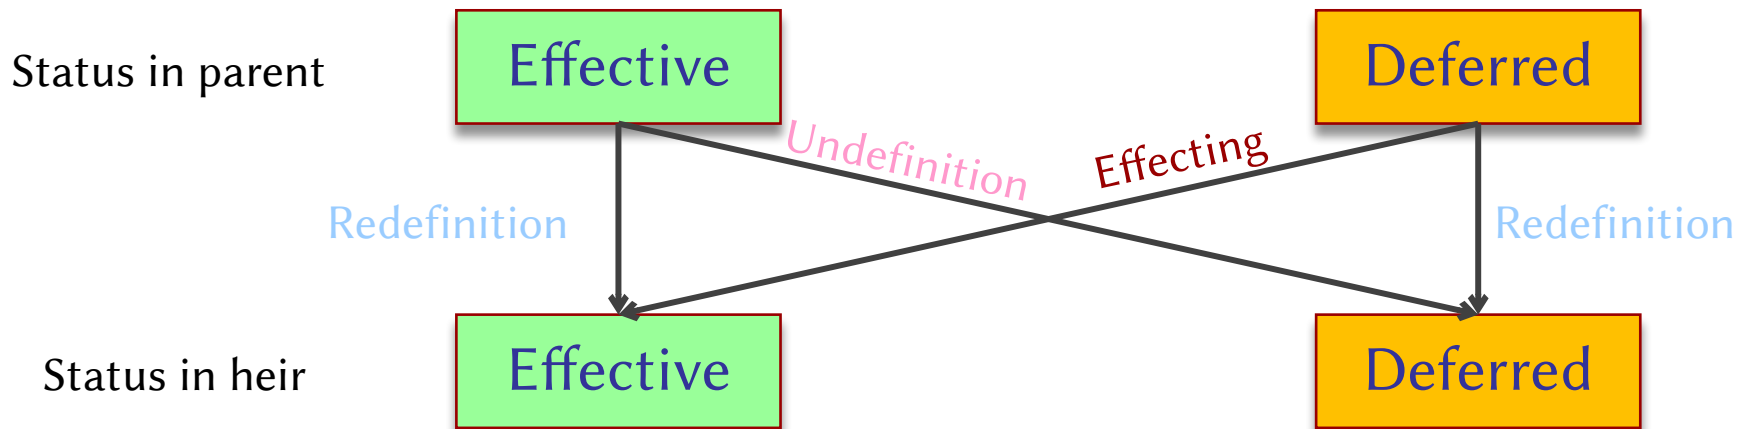 Status in parent
Effective
Deferred
Undefinition
Effecting
Redefinition
Redefinition
Status in heir
Effective
Deferred